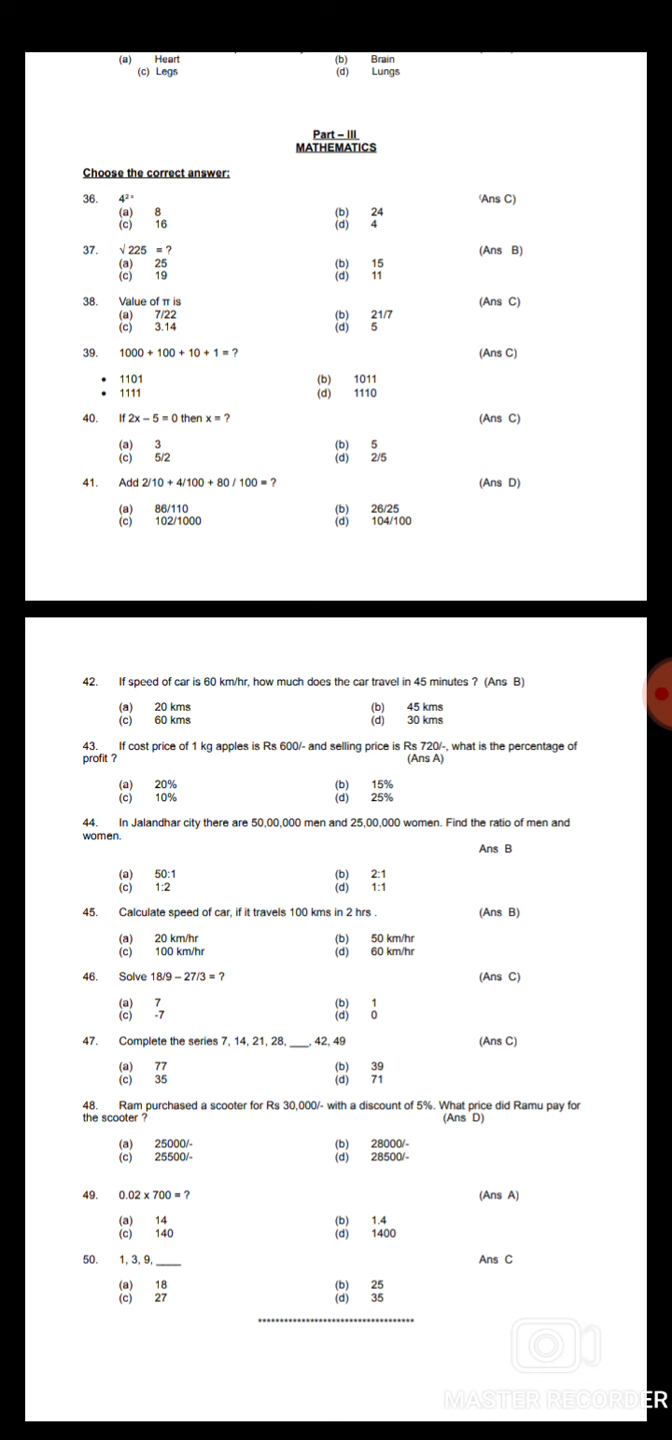 (a) Heart (b) Brain
(c) Legs (d) Lungs
Part – III
MATHEMATICS
Choose the correct answer:
36. 4²⁼ (Ans C)
(a) 8 (b) 24
(c) 16 (d) 4
37. √ 225 = ? (Ans B)
(a) 25 (b) 15
(c) 19 (d) 11
38. Value of π is (Ans C)
(a) 7/22 (b) 21/7
(c) 3.14 (d) 5
39. 1000 + 100 + 10 + 1 = ? (Ans C)
• 1101 (b) 1011
• 1111 (d) 1110
40. If 2x – 5 = 0 then x = ? (Ans C)
(a) 3 (b) 5
(c) 5/2 (d) 2/5
41. Add 2/10 + 4/100 + 80 / 100 = ? (Ans D)
(a) 86/110 (b) 26/25
(c) 102/1000 (d) 104/100
42. If speed of car is 60 km/hr, how much does the car travel in 45 minutes ? (Ans B)
(a) 20 kms (b) 45 kms
(c) 60 kms (d) 30 kms
43. If cost price of 1 kg apples is Rs 600/- and selling price is Rs 720/-, what is the percentage of
profit ? (Ans A)
(a) 20% (b) 15%
(c) 10% (d) 25%
44. In Jalandhar city there are 50,00,000 men and 25,00,000 women. Find the ratio of men and
women.
Ans B
(a) 50:1 (b) 2:1
(c) 1:2 (d) 1:1
45. Calculate speed of car, if it travels 100 kms in 2 hrs . (Ans B)
(a) 20 km/hr (b) 50 km/hr
(c) 100 km/hr (d) 60 km/hr
46. Solve 18/9 – 27/3 = ? (Ans C)
(a) 7 (b) 1
(c) -7 (d) 0
47. Complete the series 7, 14, 21, 28, ___, 42, 49 (Ans C)
(a) 77 (b) 39
(c) 35 (d) 71
48. Ram purchased a scooter for Rs 30,000/- with a discount of 5%. What price did Ramu pay for
the scooter ? (Ans D)
(a) 25000/- (b) 28000/-
(c) 25500/- (d) 28500/-
49. 0.02 x 700 = ? (Ans A)
(a) 14 (b) 1.4
(c) 140 (d) 1400
50. 1, 3, 9, ____ Ans C
(a) 18 (b) 25
(c) 27 (d) 35
************************************
MASTER RECORDER